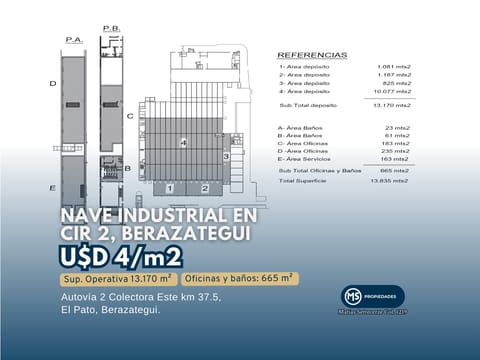 P.A.
P.B.
D
C
B
E
A
4
3
1
2
REFERENCIAS
1- Área depósito 1.081 mts2
2- Área depósito 1.187 mts2
3- Área depósito 825 mts2
4- Área depósito 10.077 mts2
Sub Total deposito 13.170 mts2
A- Área Baños 23 mts2
B- Área Baños 61 mts2
C- Área Oficinas 183 mts2
D-Área Oficinas 235 mts2
E- Área Servicios 163 mts2
Sub Total Oficinas y Baños 665 mts2
Total Superficie 13.835 mts2
NAVE INDUSTRIAL EN
CIR 2, BERAZATEGUI
U$D 4/m2
Sup. Operativa 13.170 m² Oficinas y baños: 665 m²
Autovía 2 Colectora Este km 37.5,
El Pato, Berazategui.
MS PROPIEDADES